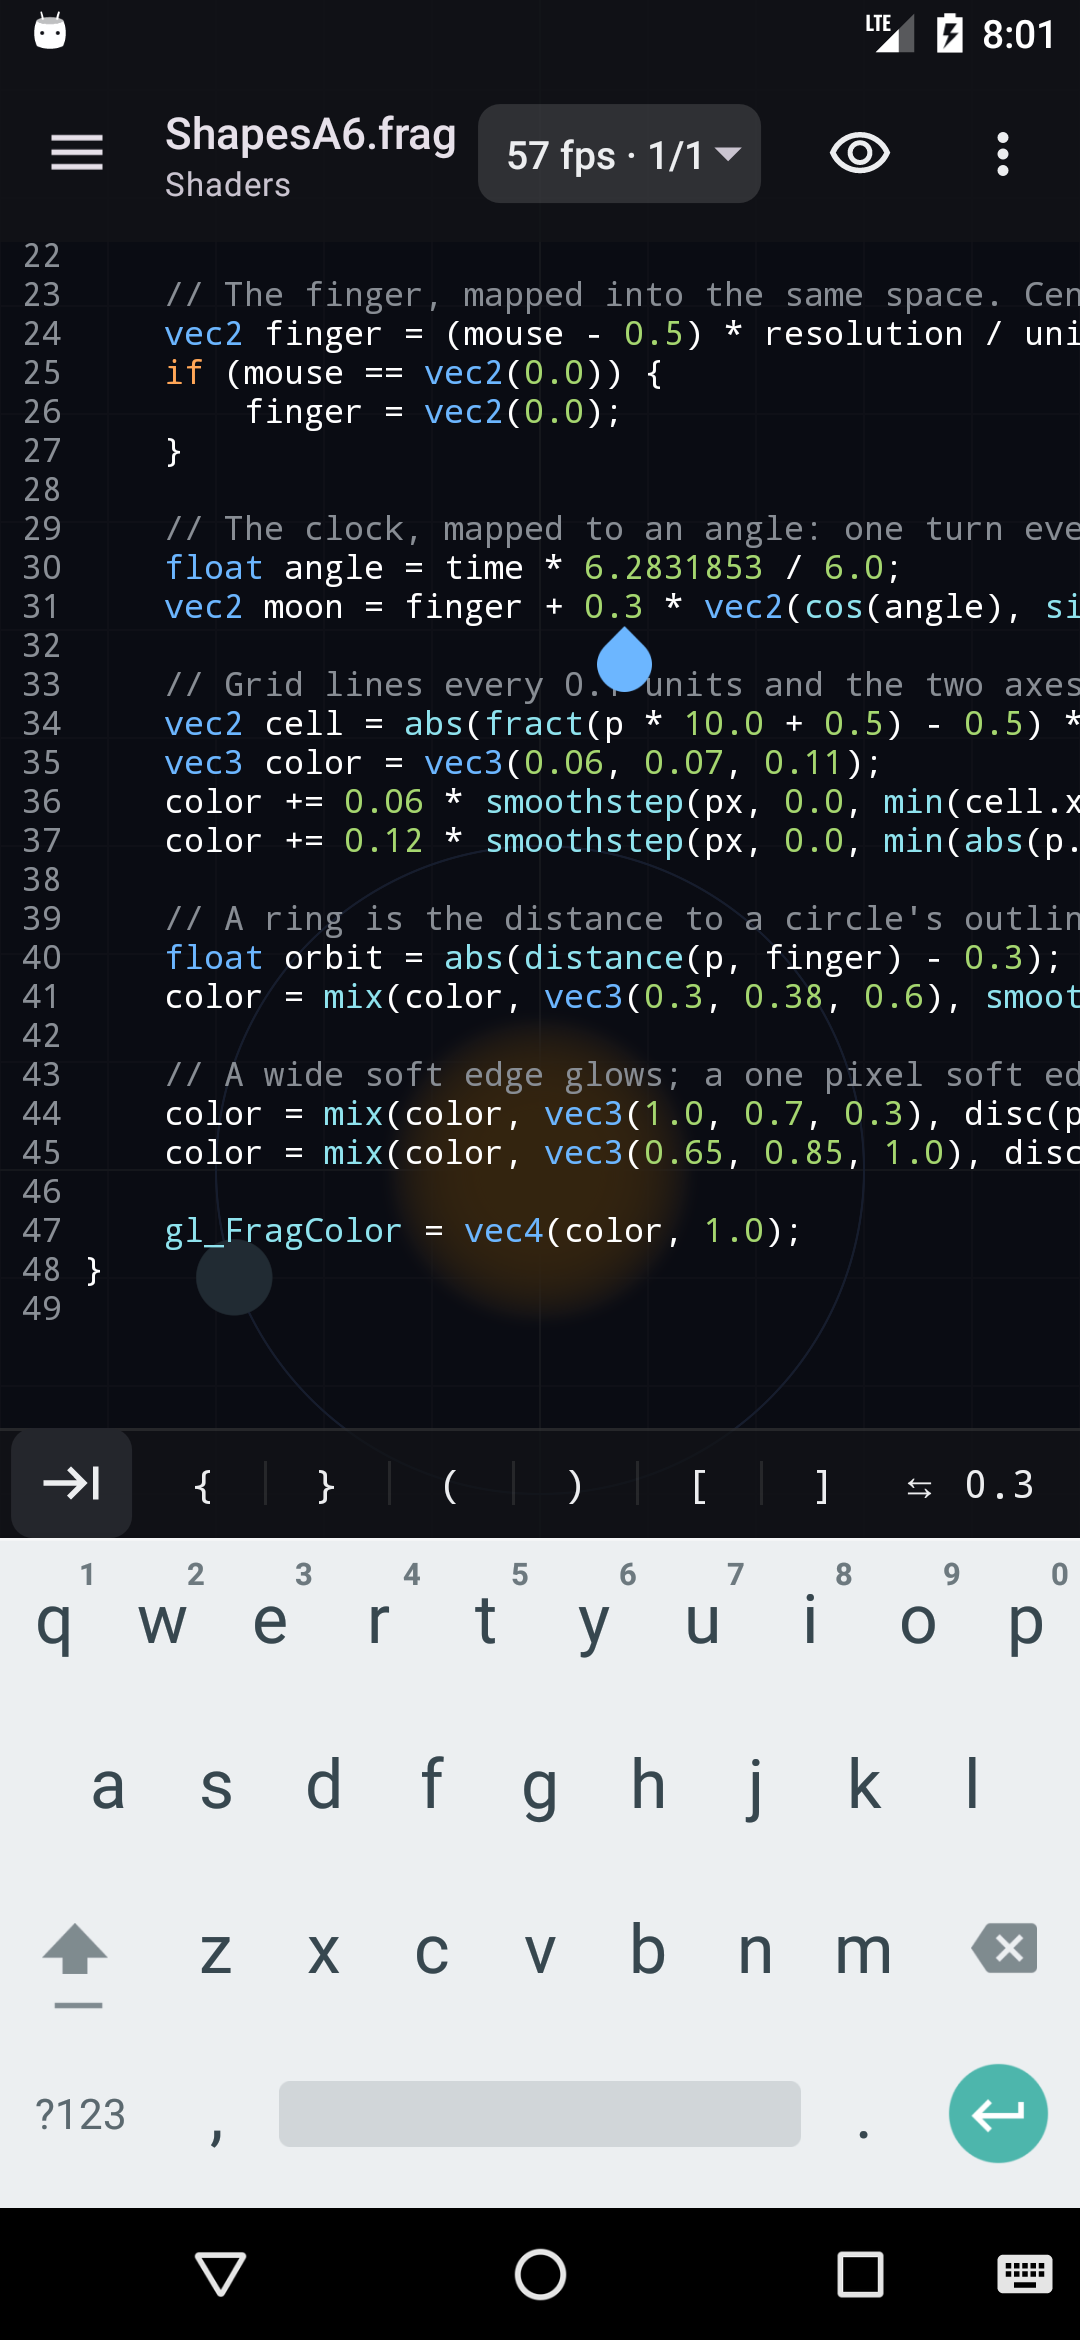 LTE 8:01
ShapesA6.frag
Shaders
57 fps · 1/1
22
23 // The finger, mapped into the same space. Cen
24 vec2 finger = (mouse - 0.5) * resolution / uni
25 if (mouse == vec2(0.0)) {
26 finger = vec2(0.0);
27 }
28
29 // The clock, mapped to an angle: one turn eve
30 float angle = time * 6.2831853 / 6.0;
31 vec2 moon = finger + 0.3 * vec2(cos(angle), si
32
33 // Grid lines every units and the two axes
34 vec2 cell = abs(fract(p * 10.0 + 0.5) - 0.5) *
35 vec3 color = vec3(0.06, 0.07, 0.11);
36 color += 0.06 * smoothstep(px, 0.0, min(cell.x
37 color += 0.12 * smoothstep(px, 0.0, min(abs(p.
38
39 // A ring is the distance to a circle's outlin
40 float orbit = abs(distance(p, finger) - 0.3);
41 color = mix(color, vec3(0.3, 0.38, 0.6), smoot
42
43 // A wide soft edge glows; a one pixel soft ed
44 color = mix(color, vec3(1.0, 0.7, 0.3), disc(p
45 color = mix(color, vec3(0.65, 0.85, 1.0), disc
46
47 gl_FragColor = vec4(color, 1.0);
48 }
49
{ } ( ) [ ] ⇆ 0.3
1 2 3 4 5 6 7 8 9 0
q w e r t y u i o p
a s d f g h j k l
z x c v b n m
?123 , .